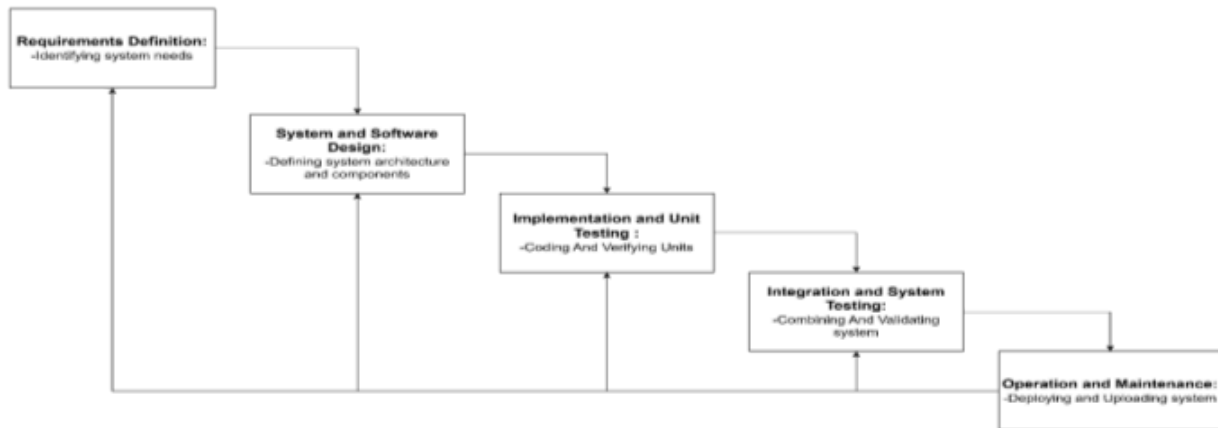 Requirements Definition:
-Identifying system needs
System and Software
Design:
-Defining system architecture
and components
Implementation and Unit
Testing :
-Coding And Verifying Units
Integration and System
Testing:
-Combining And Validating
system
Operation and Maintenance:
-Deploying and Uploading system